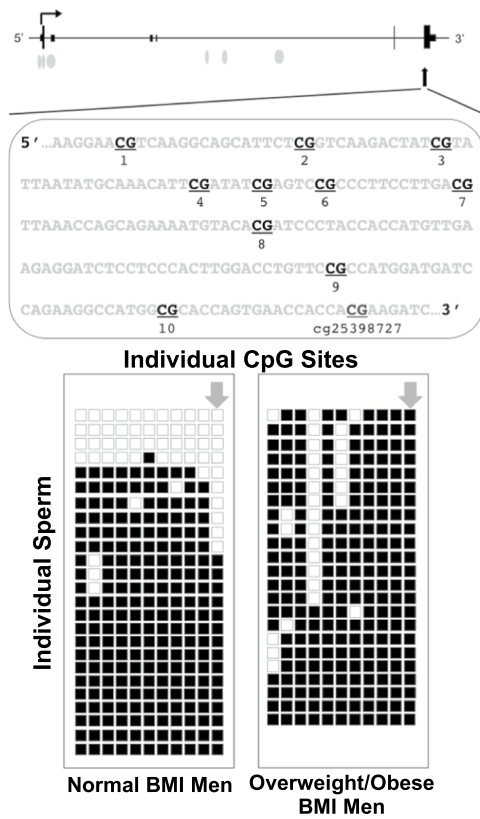 5' 3'
5'...AAGGAACGTCAAGGCAGCATTCTCGGTCAAGACTATCGTA
1 2 3
TTAATATGCAAACATTCGATATCGAGTCCGCCCTTCCTTGACG
4 5 6 7
TTAAACCAGCAGAAAATGTACACGATCCCTACCACCATGTTGA
8
AGAGGATCTCCTCCCACTTGGACCTGTTCCGCCATGGATGATC
9
CAGAAGGCCATGGCGCACCAGTGAACCACCACGAAGATC...3'
10 cg25398727
Individual CpG Sites
Individual Sperm
Normal BMI Men
Overweight/Obese
BMI Men